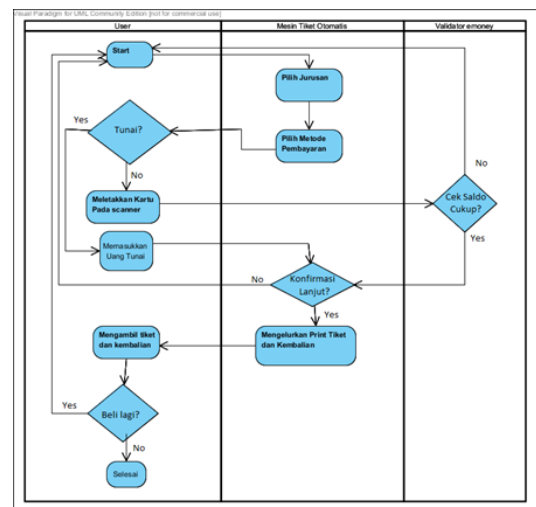 Visual Paradigm for UML Community Edition [not for commercial use]
User
Mesin Tiket Otomatis
Validator emoney
Start
Pilih Jurusan
Pilih Metode
Pembayaran
Yes
Tunai?
No
Meletakkan Kartu
Pada scanner
No
Cek Saldo
Cukup?
Yes
Memasukkan
Uang Tunai
No
Konfirmasi
Lanjut?
Yes
Mengelurkan Print Tiket
dan Kembalian
Mengambil tiket
dan kembalian
Yes
Beli lagi?
No
Selesai